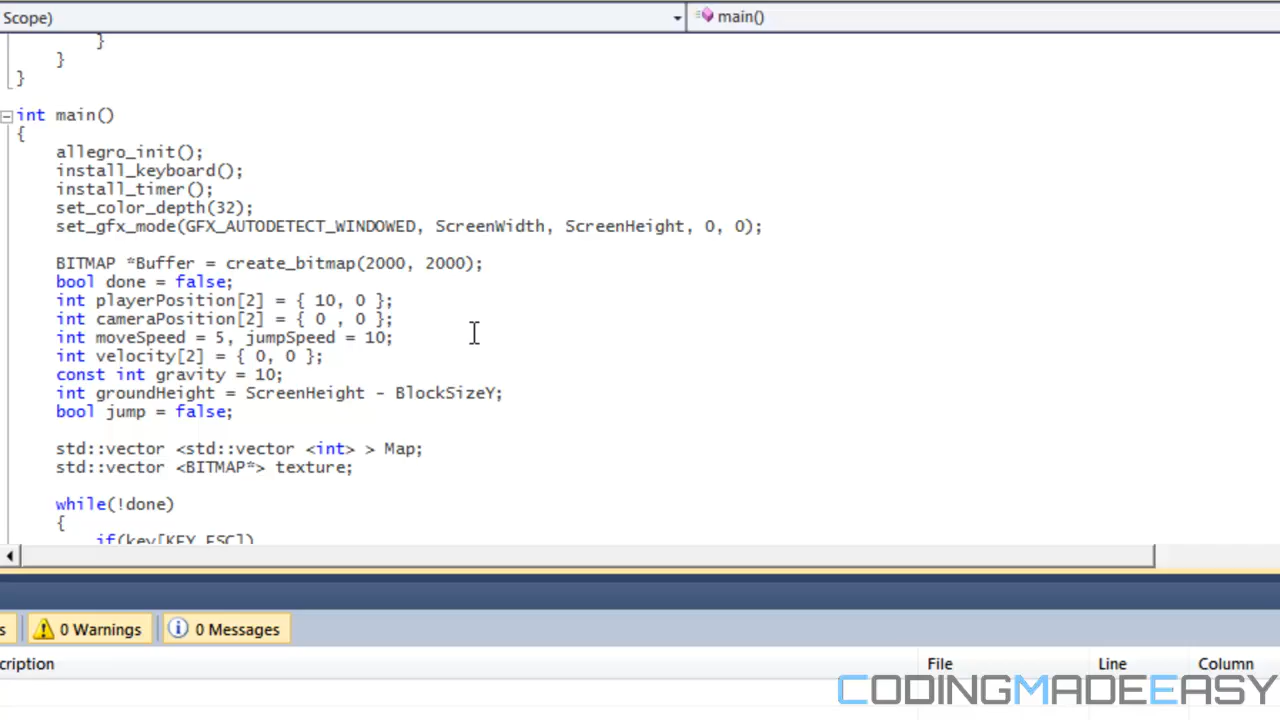 Scope)
main()
}
}
}
int main()
{
allegro_init();
install_keyboard();
install_timer();
set_color_depth(32);
set_gfx_mode(GFX_AUTODETECT_WINDOWED, ScreenWidth, ScreenHeight, 0, 0);
BITMAP *Buffer = create_bitmap(2000, 2000);
bool done = false;
int playerPosition[2] = { 10, 0 };
int cameraPosition[2] = { 0 , 0 };
int moveSpeed = 5, jumpSpeed = 10;
int velocity[2] = { 0, 0 };
const int gravity = 10;
int groundHeight = ScreenHeight - BlockSizeY;
bool jump = false;
std::vector <std::vector <int> > Map;
std::vector <BITMAP*> texture;
while(!done)
{
if(key[KEY_ESC])
s
0 Warnings
0 Messages
cription
File
Line
Column
CODINGMADEEASY